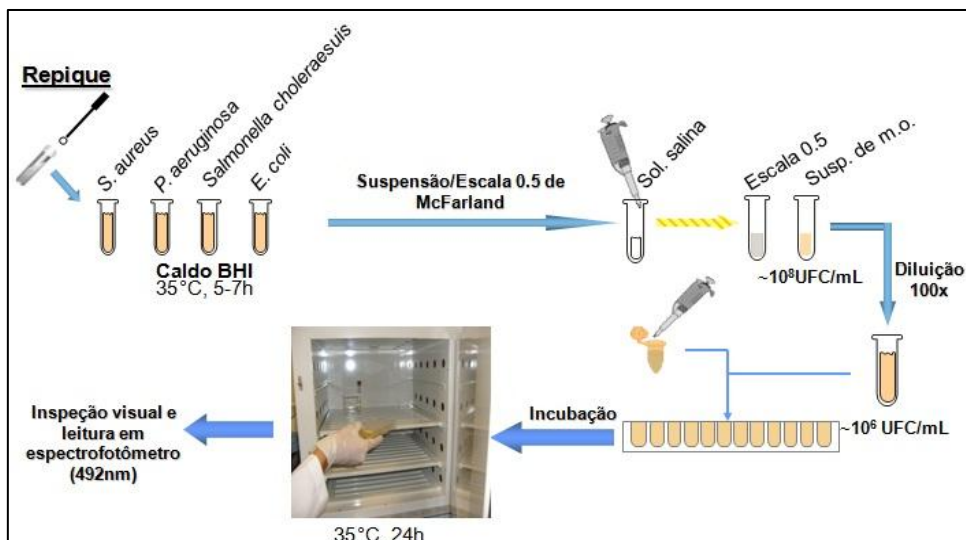 Repique
S. aureus
P. aeruginosa
Salmonella choleraesuis
E. coli
Caldo BHI
35°C, 5-7h
Suspensão/Escala 0.5 de
McFarland
Sol. salina
Escala 0.5
Susp. de m.o.
~10⁸UFC/mL
Diluição
100x
~10⁶ UFC/mL
Incubação
35°C, 24h
Inspeção visual e
leitura em
espectrofotômetro
(492nm)